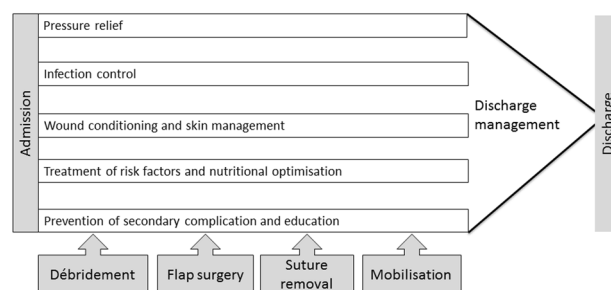 Admission
Pressure relief
Infection control
Wound conditioning and skin management
Treatment of risk factors and nutritional optimisation
Prevention of secondary complication and education
Discharge
management
Discharge
Débridement
Flap surgery
Suture
removal
Mobilisation